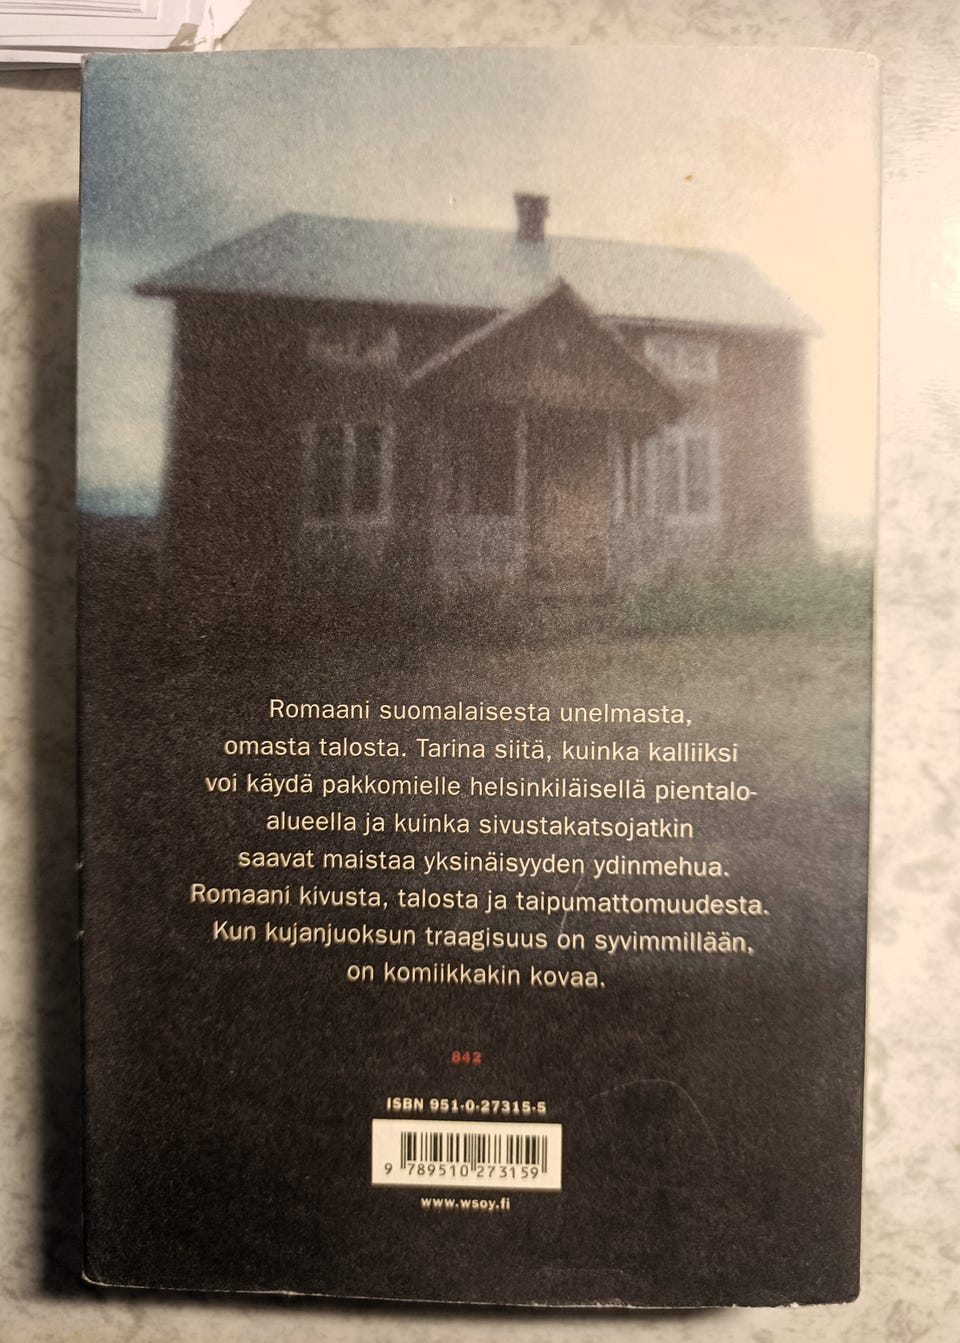 Romaani suomalaisesta unelmasta,
omasta talosta. Tarina siitä, kuinka kalliiksi
voi käydä pakkomielle helsinkiläisellä pientalo-
alueella ja kuinka sivustakatsojatkin
saavat maistaa yksinäisyyden ydinmehua.
Romaani kivusta, talosta ja taipumattomuudesta.
Kun kujanjuoksun traagisuus on syvimmillään,
on komiikkakin kovaa.
842
ISBN 951-0-27315-5
9 789510 273159
www.wsoy.fi